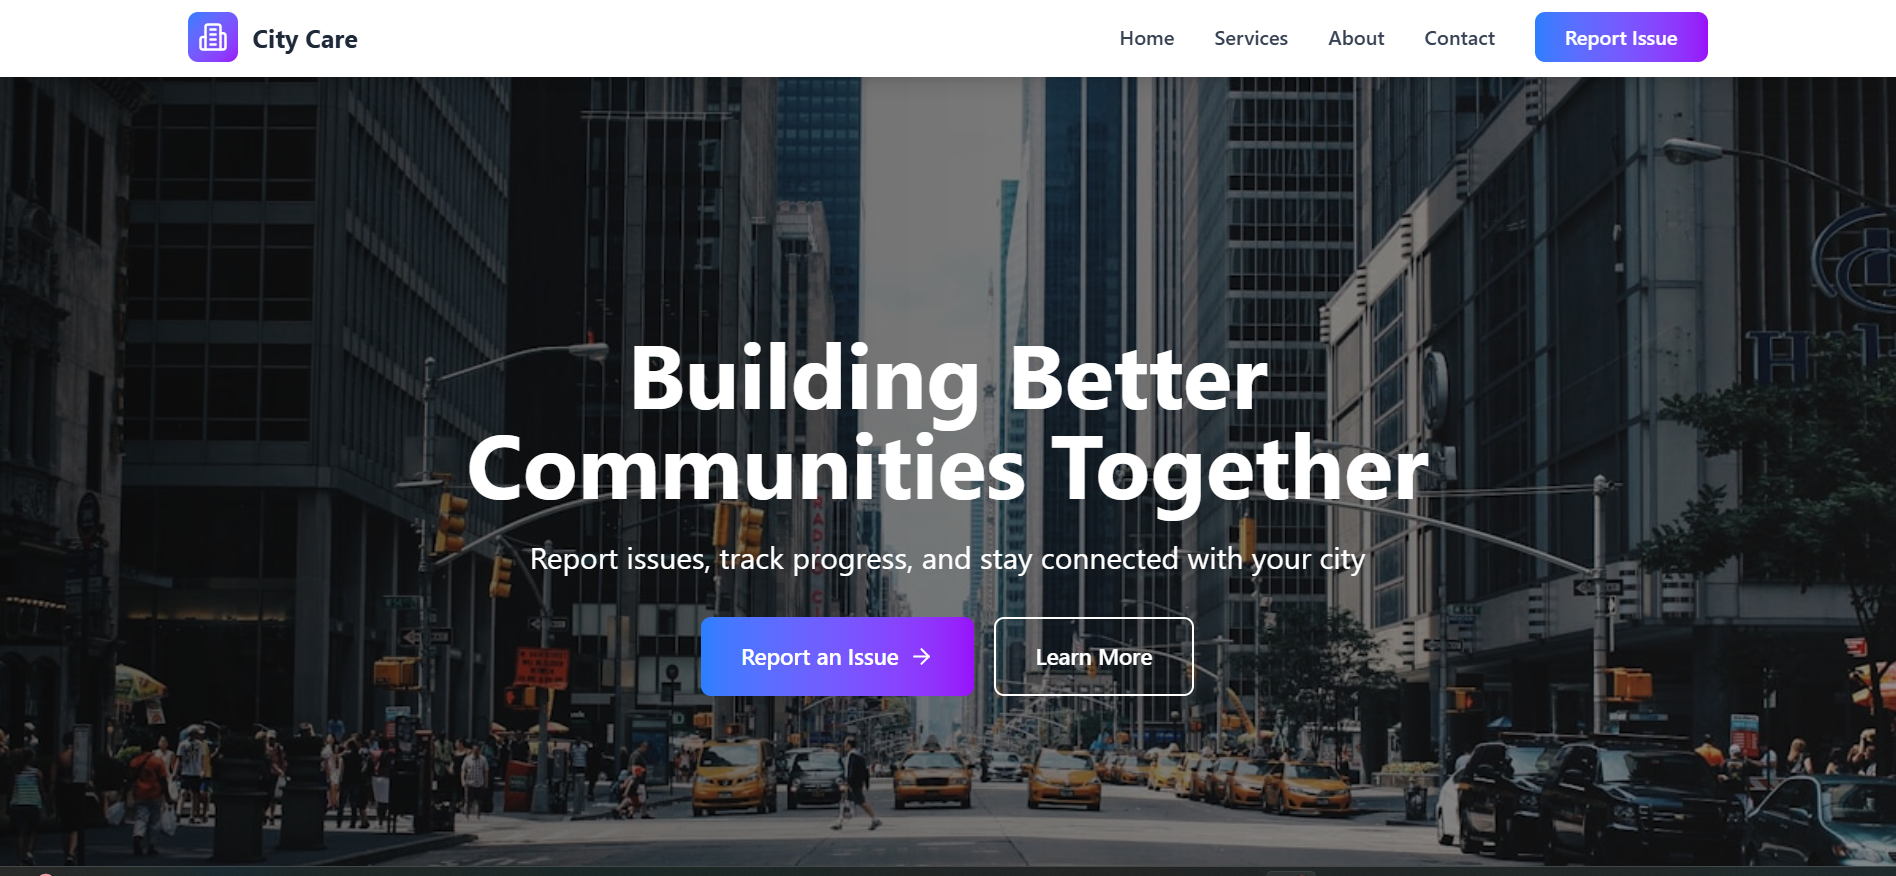 City Care
Home
Services
About
Contact
Report Issue
Building Better
Communities Together
Report issues, track progress, and stay connected with your city
Report an Issue
Learn More